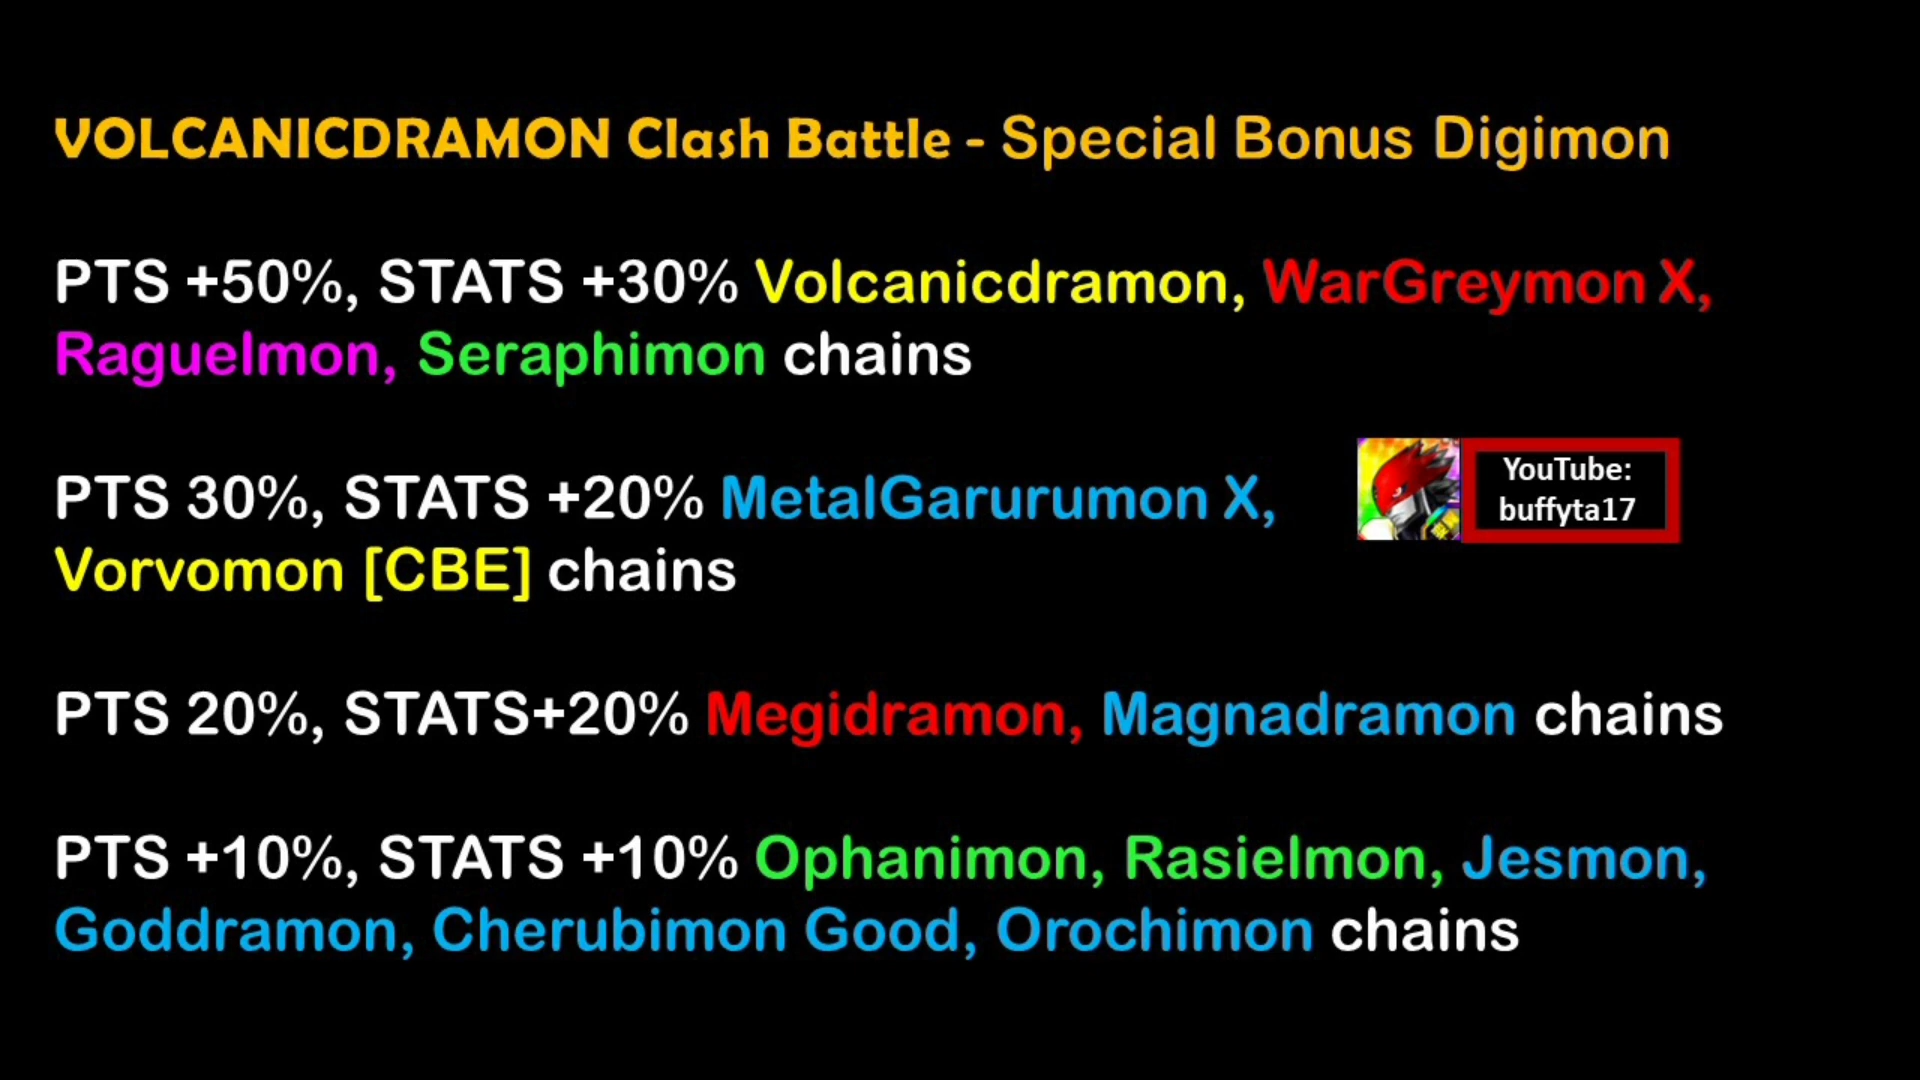 VOLCANICDRAMON Clash Battle - Special Bonus Digimon
PTS +50%, STATS +30% Volcanicdramon, WarGreymon X,
Raguelmon, Seraphimon chains
PTS 30%, STATS +20% MetalGarurumon X,
Vorvomon [CBE] chains
YouTube:
buffyta17
PTS 20%, STATS+20% Megidramon, Magnadramon chains
PTS +10%, STATS +10% Ophanimon, Rasielmon, Jesmon,
Goddramon, Cherubimon Good, Orochimon chains